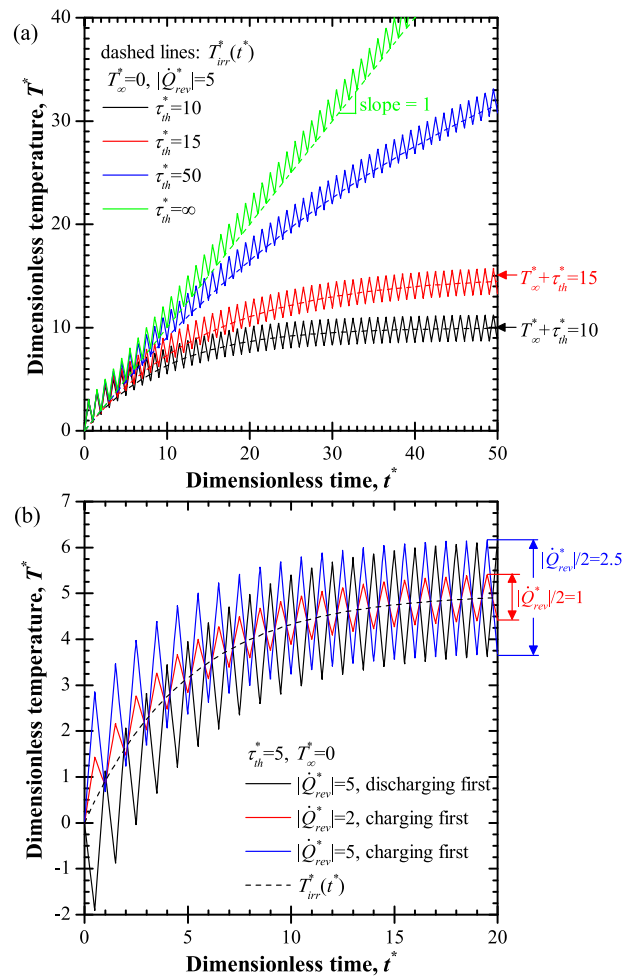 (a)
40
30
20
10
0
Dimensionless temperature, T*
dashed lines: T*irr(t*)
T*∞=0, |Q̇*rev|=5
τ*th=10
τ*th=15
τ*th=50
τ*th=∞
slope = 1
T*∞+τ*th=15
T*∞+τ*th=10
0 10 20 30 40 50
Dimensionless time, t*
(b)
7
6
5
4
3
2
1
0
-1
-2
Dimensionless temperature, T*
|Q̇*rev|/2=2.5
|Q̇*rev|/2=1
τ*th=5, T*∞=0
|Q̇*rev|=5, discharging first
|Q̇*rev|=2, charging first
|Q̇*rev|=5, charging first
T*irr(t*)
0 5 10 15 20
Dimensionless time, t*